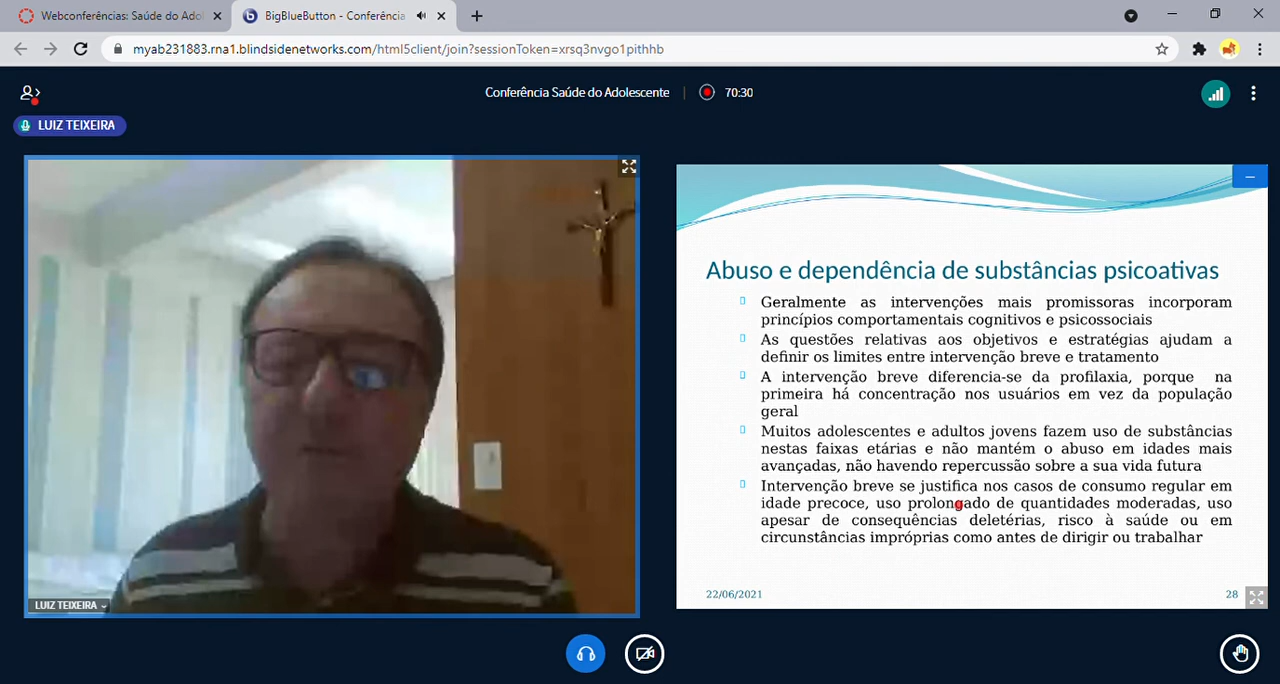 Webconferências: Saúde do Ado
BigBlueButton - Conferência
myab231883.rna1.blindsidenetworks.com/html5client/join?sessionToken=xrsq3nvgo1pithhb
Conferência Saúde do Adolescente | 70:30
LUIZ TEIXEIRA
LUIZ TEIXEIRA
Abuso e dependência de substâncias psicoativas
Geralmente as intervenções mais promissoras incorporam
princípios comportamentais cognitivos e psicossociais
As questões relativas aos objetivos e estratégias ajudam a
definir os limites entre intervenção breve e tratamento
A intervenção breve diferencia-se da profilaxia, porque na
primeira há concentração nos usuários em vez da população
geral
Muitos adolescentes e adultos jovens fazem uso de substâncias
nestas faixas etárias e não mantém o abuso em idades mais
avançadas, não havendo repercussão sobre a sua vida futura
Intervenção breve se justifica nos casos de consumo regular em
idade precoce, uso prolongado de quantidades moderadas, uso
apesar de consequências deletérias, risco à saúde ou em
circunstâncias impróprias como antes de dirigir ou trabalhar
22/06/2021
28